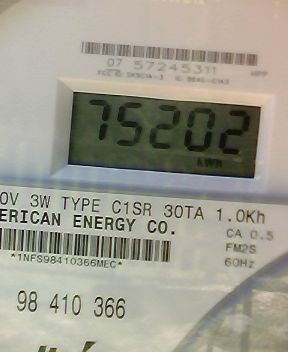 07 57245311
75202
KWH
0V 3W TYPE C1SR 30TA 1.0Kh
ERICAN ENERGY CO.
CA 0.5
FM2S
60Hz
*1NFS98410366MEC*
98 410 366